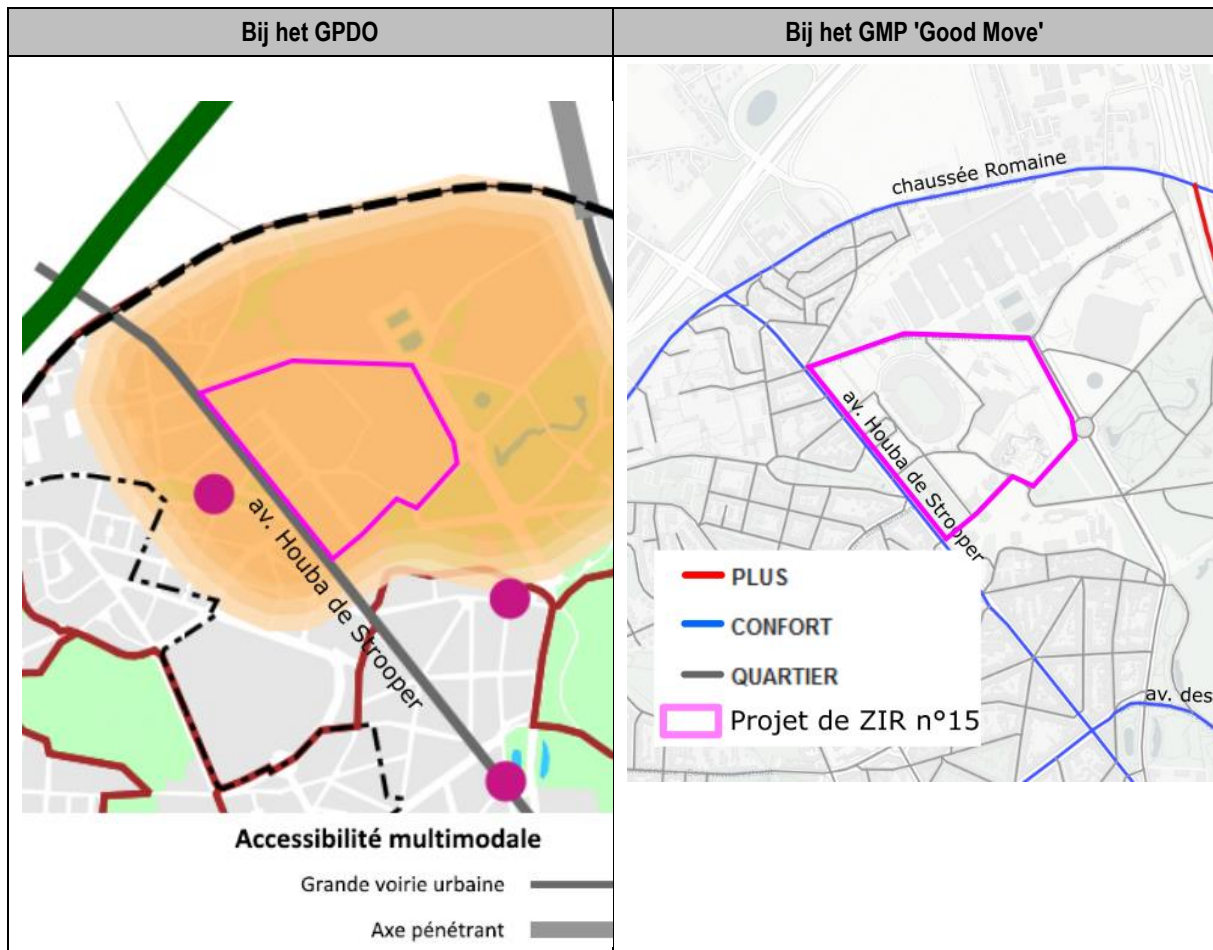 Bij het GPDO
Bij het GMP 'Good Move'
av. Houba de Strooper
Accessibilité multimodale
Grande voirie urbaine
Axe pénétrant
chaussée Romaine
av. Houba de Strooper
av. des
PLUS
CONFORT
QUARTIER
Projet de ZIR n°15